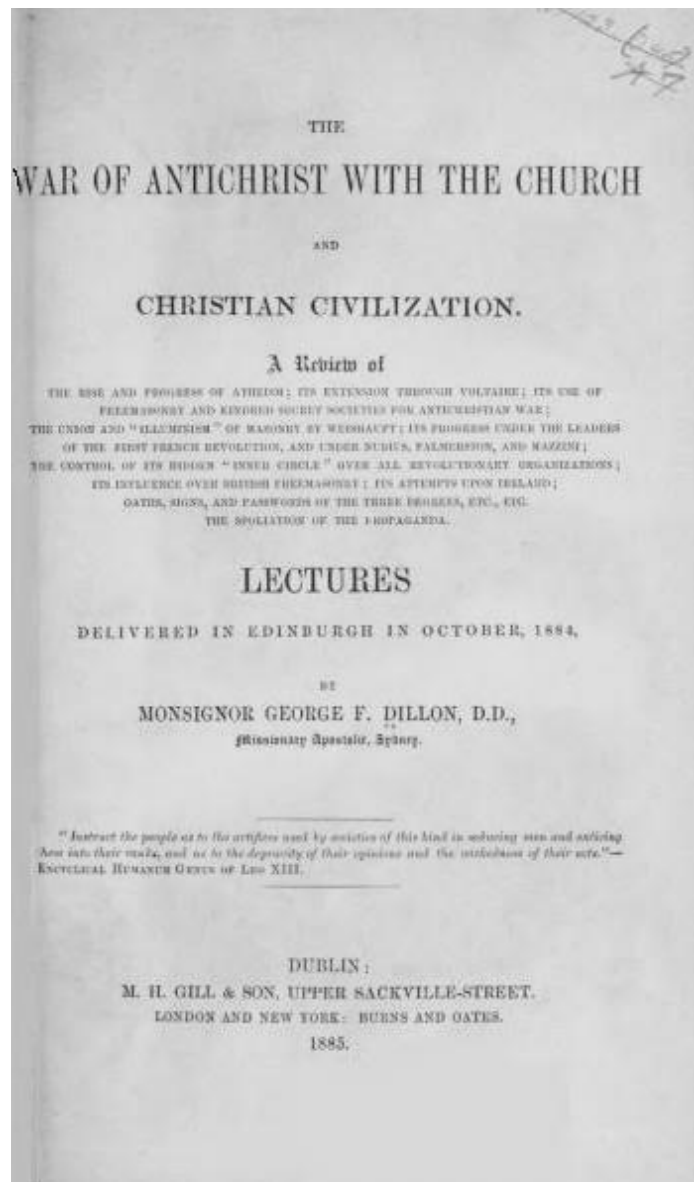 THE
WAR OF ANTICHRIST WITH THE CHURCH
AND
CHRISTIAN CIVILIZATION.
A Review of
THE RISE AND PROGRESS OF ATHEISM; ITS EXTENSION THROUGH VOLTAIRE; ITS USE OF
FREEMASONRY AND KINDRED SECRET SOCIETIES FOR ANTICHRISTIAN WAR;
THE UNION AND "ILLUMINISM" OF MASONRY BY WEISHAUPT; ITS PROGRESS UNDER THE LEADERS
OF THE FIRST FRENCH REVOLUTION, AND UNDER NUBIUS, PALMERSTON, AND MAZZINI;
THE CONTROL OF ITS HIDDEN "INNER CIRCLE" OVER ALL REVOLUTIONARY ORGANIZATIONS;
ITS INFLUENCE OVER BRITISH FREEMASONRY; ITS ATTEMPTS UPON IRELAND;
OATHS, SIGNS, AND PASSWORDS OF THE THREE DEGREES, ETC., ETC.
THE SPOLIATION OF THE PROPAGANDA.
LECTURES
DELIVERED IN EDINBURGH IN OCTOBER, 1884,
BY
MONSIGNOR GEORGE F. DILLON, D.D.,
Missionary Apostolic, Sydney.
"Instruct the people as to the artifices used by societies of this kind in seducing men and enticing
them into their ranks, and as to the depravity of their opinions and the wickedness of their acts."—
ENCYCLICAL HUMANUM GENUS OF LEO XIII.
DUBLIN:
M. H. GILL & SON, UPPER SACKVILLE-STREET.
LONDON AND NEW YORK: BURNS AND OATES.
1885.